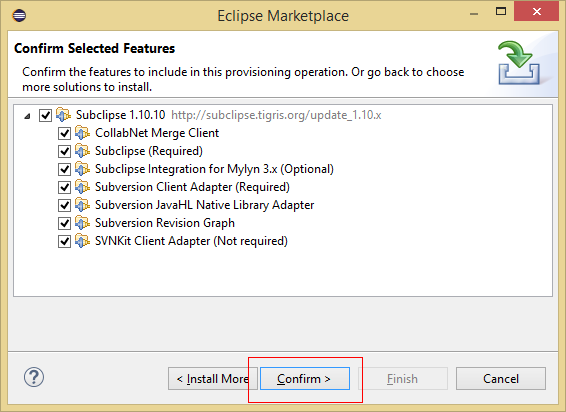 Eclipse Marketplace
Confirm Selected Features
Confirm the features to include in this provisioning operation. Or go back to choose
more solutions to install.
Subclipse 1.10.10 http://subclipse.tigris.org/update_1.10.x
CollabNet Merge Client
Subclipse (Required)
Subclipse Integration for Mylyn 3.x (Optional)
Subversion Client Adapter (Required)
Subversion JavaHL Native Library Adapter
Subversion Revision Graph
SVNKit Client Adapter (Not required)
? < Install More Confirm > Finish Cancel